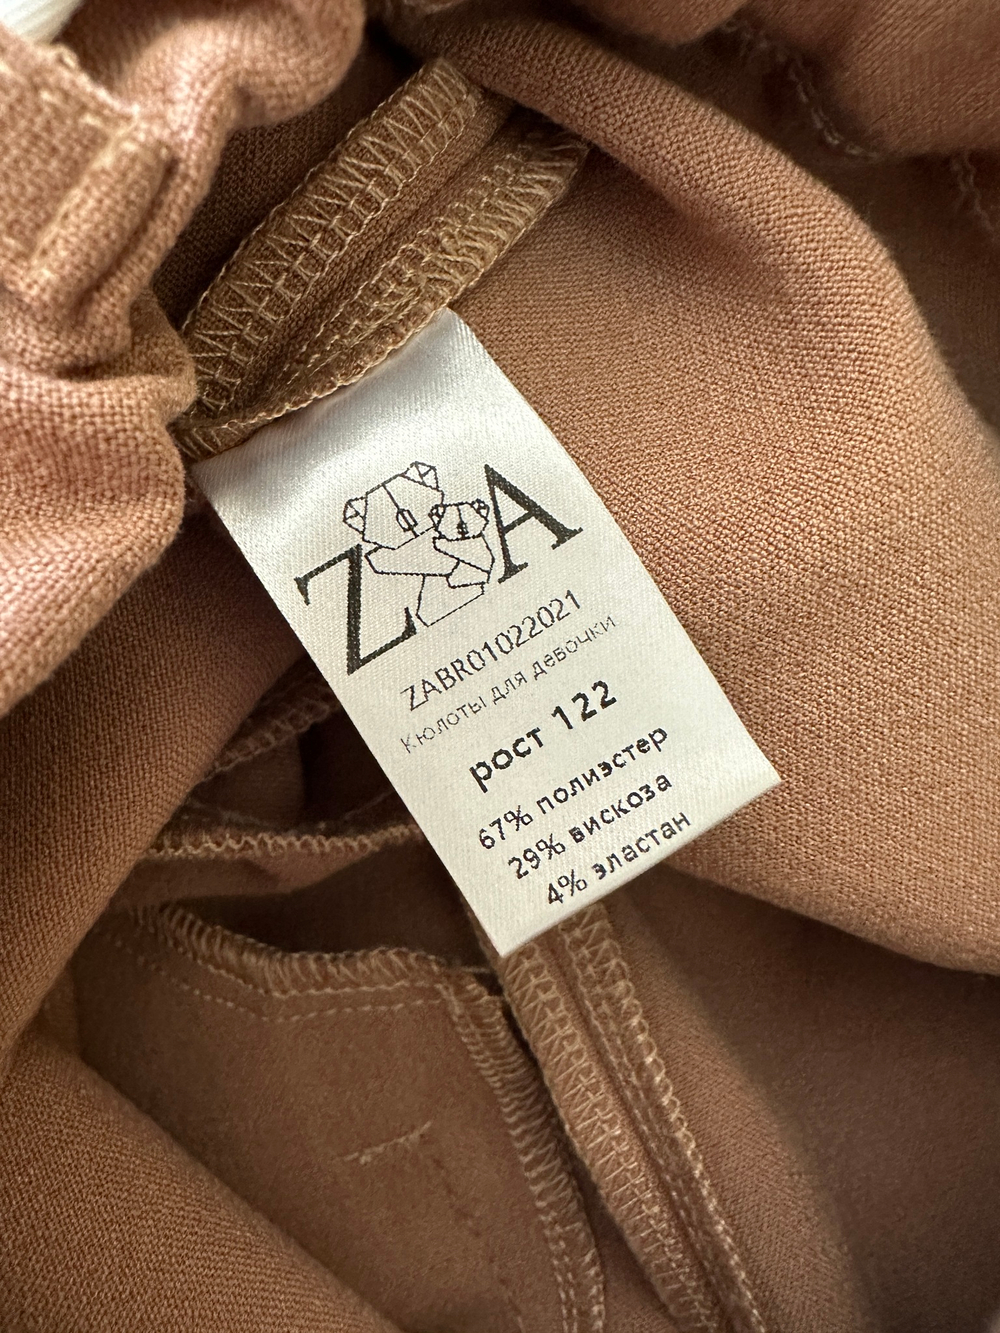 Z A
ZABR01022021
Кюлоты для девочки
рост 122
67% полиэстер
29% вискоза
4% эластан